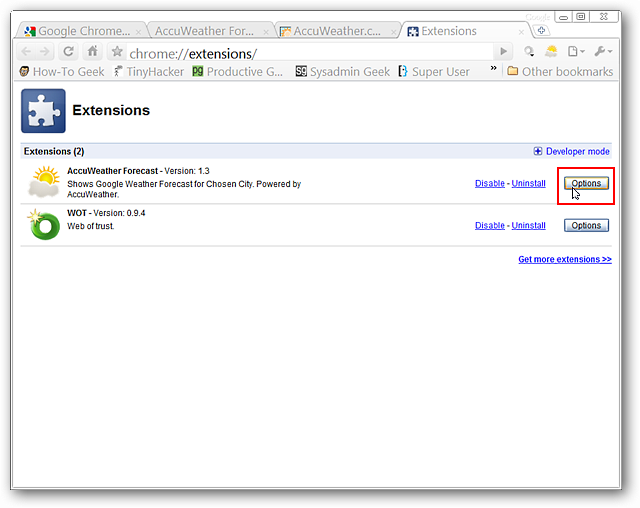 Google
Google Chrome...
AccuWeather For...
AccuWeather.c...
Extensions
chrome://extensions/
How-To Geek
TinyHacker
Productive G...
Sysadmin Geek
Super User
»
Other bookmarks
Extensions
Extensions (2)
Developer mode
AccuWeather Forecast - Version: 1.3
Shows Google Weather Forecast for Chosen City. Powered by
AccuWeather.
Disable - Uninstall
Options
WOT - Version: 0.9.4
Web of trust.
Disable - Uninstall
Options
Get more extensions >>